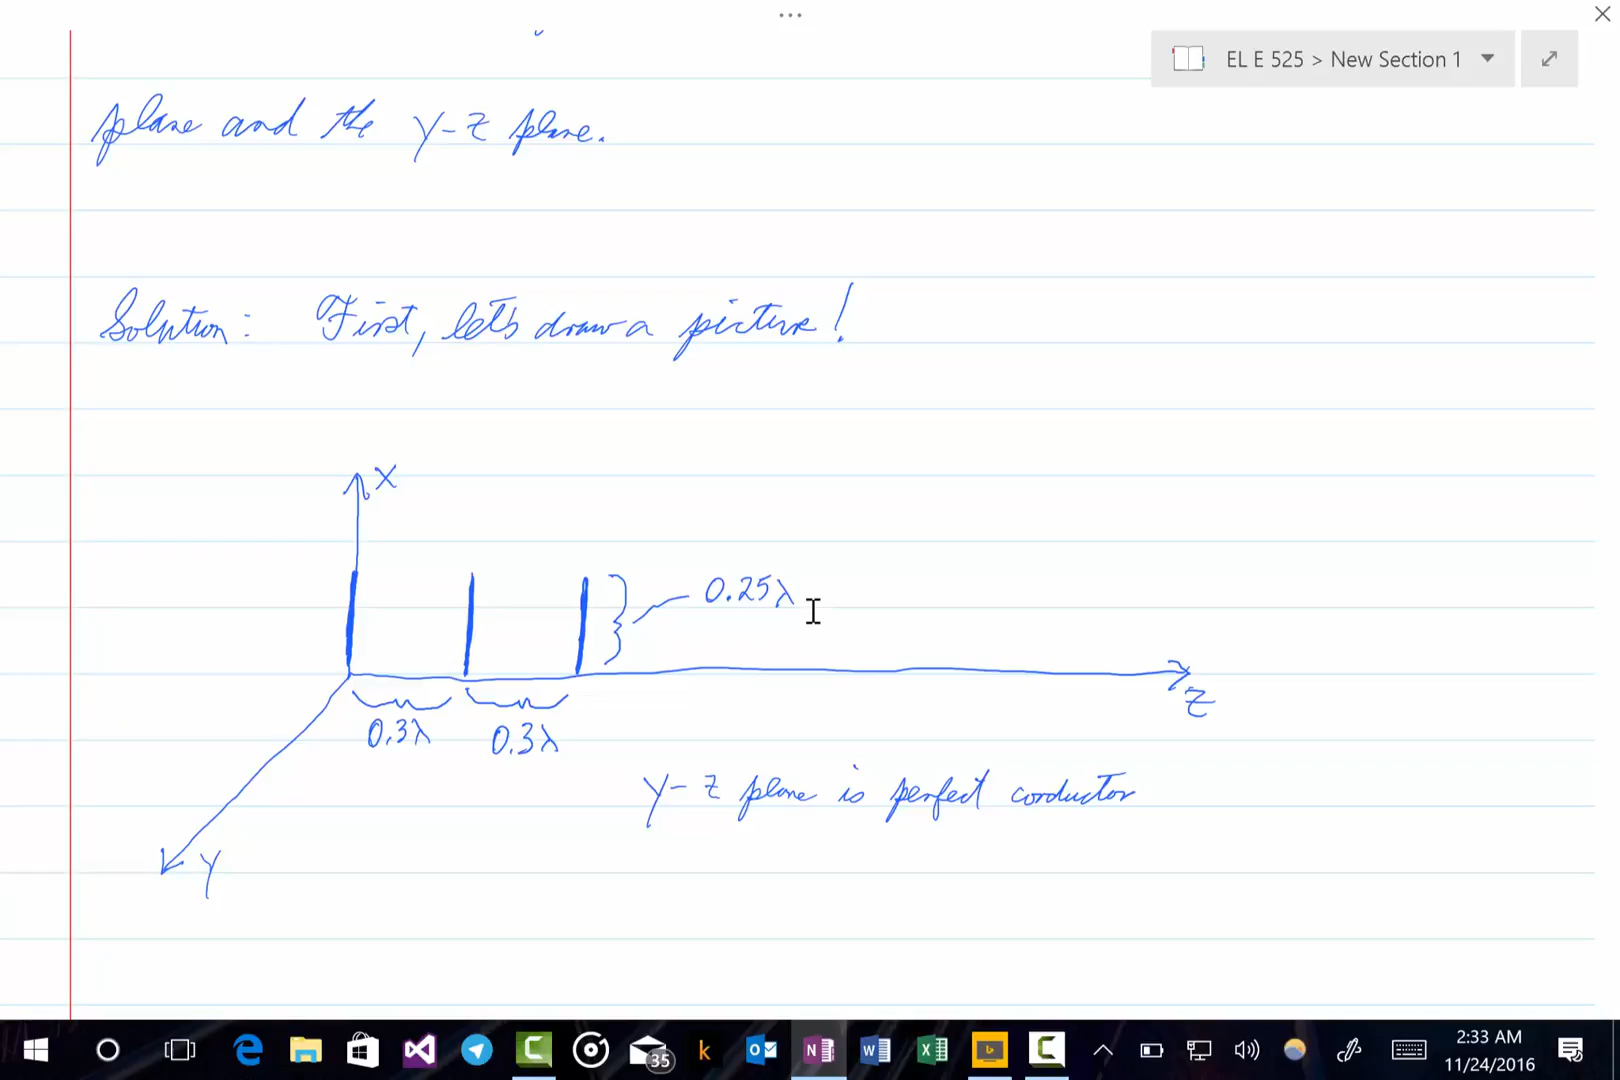 EL E 525 > New Section 1
plane and the Y-Z plane.
Solution: First, let's draw a picture!
X
0.25λ
Z
0.3λ 0.3λ
Y-Z plane is perfect conductor
Y
35
2:33 AM
11/24/2016